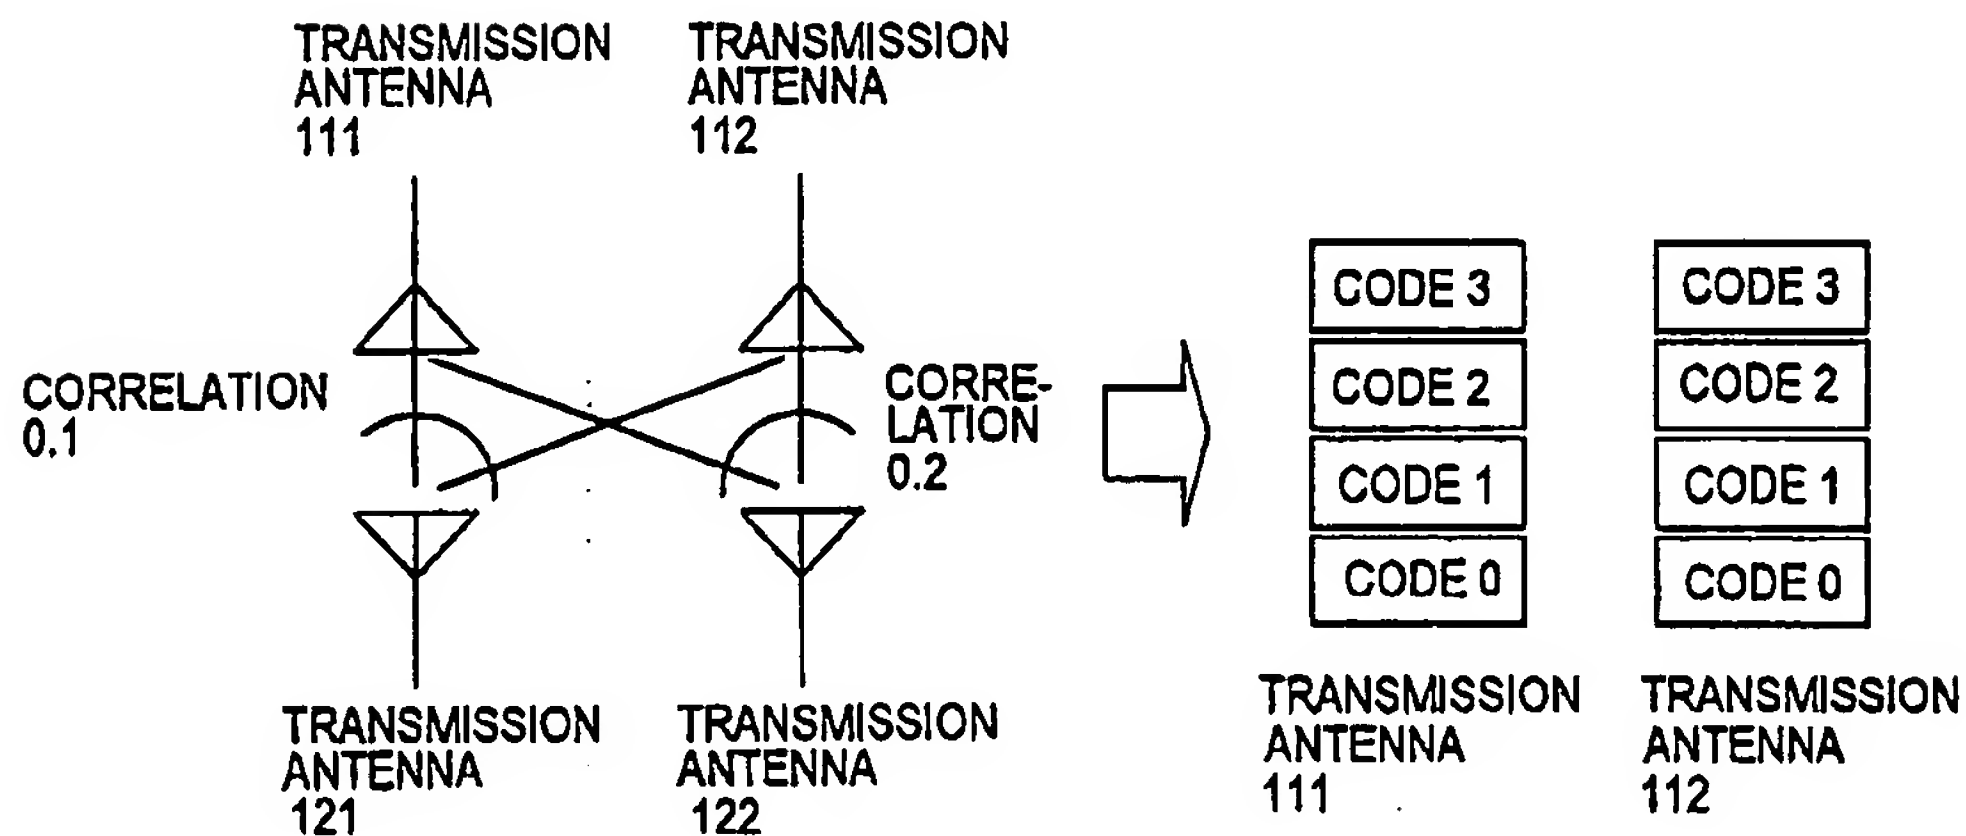 TRANSMISSION
ANTENNA
111
TRANSMISSION
ANTENNA
112
CORRELATION
0.1
CORRE-
LATION
0.2
TRANSMISSION
ANTENNA
121
TRANSMISSION
ANTENNA
122
CODE 3
CODE 2
CODE 1
CODE 0
TRANSMISSION
ANTENNA
111
CODE 3
CODE 2
CODE 1
CODE 0
TRANSMISSION
ANTENNA
112